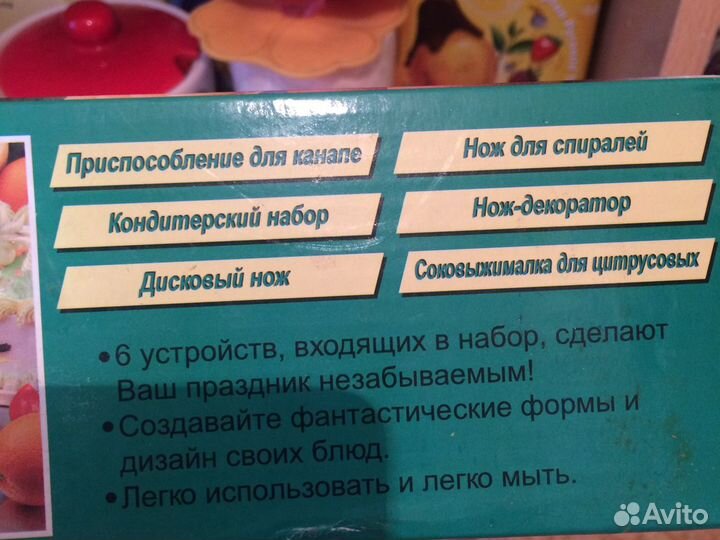 Приспособление для канапе
Нож для спиралей
Кондитерский набор
Нож-декоратор
Дисковый нож
Соковыжималка для цитрусовых
•6 устройств, входящих в набор, сделают
Ваш праздник незабываемым!
•Создавайте фантастические формы и
дизайн своих блюд.
•Легко использовать и легко мыть.
Avito